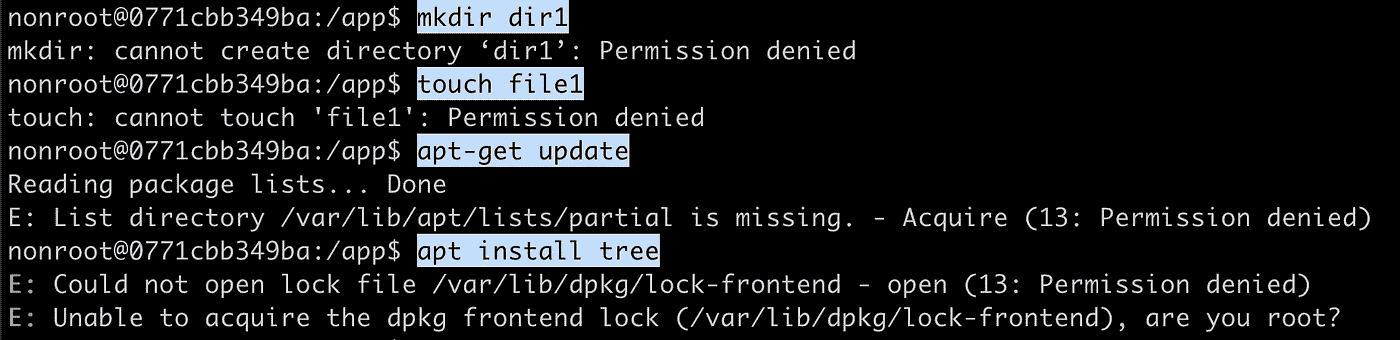 nonroot@0771cbb349ba:/app$ mkdir dir1
mkdir: cannot create directory ‘dir1’: Permission denied
nonroot@0771cbb349ba:/app$ touch file1
touch: cannot touch 'file1': Permission denied
nonroot@0771cbb349ba:/app$ apt-get update
Reading package lists... Done
E: List directory /var/lib/apt/lists/partial is missing. - Acquire (13: Permission denied)
nonroot@0771cbb349ba:/app$ apt install tree
E: Could not open lock file /var/lib/dpkg/lock-frontend - open (13: Permission denied)
E: Unable to acquire the dpkg frontend lock (/var/lib/dpkg/lock-frontend), are you root?